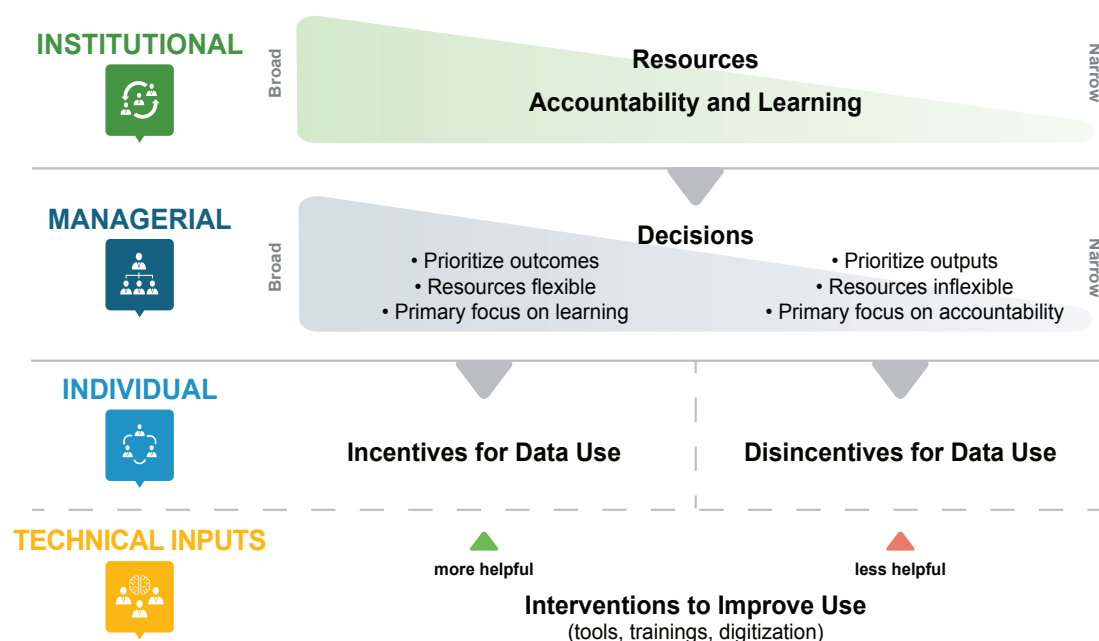 INSTITUTIONAL
Broad
Resources
Accountability and Learning
Narrow
MANAGERIAL
Broad
Decisions
• Prioritize outcomes
• Resources flexible
• Primary focus on learning
• Prioritize outputs
• Resources inflexible
• Primary focus on accountability
Narrow
INDIVIDUAL
Incentives for Data Use
Disincentives for Data Use
TECHNICAL INPUTS
more helpful
less helpful
Interventions to Improve Use
(tools, trainings, digitization)